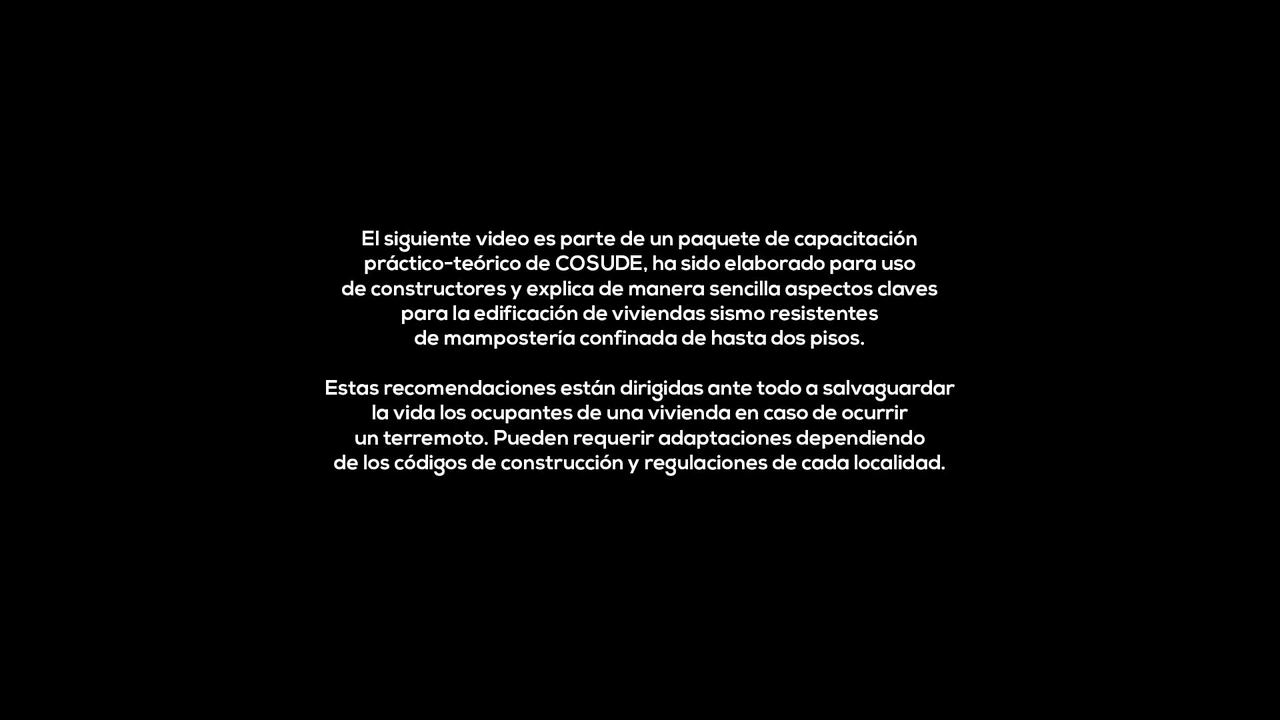 El siguiente video es parte de un paquete de capacitación
práctico-teórico de COSUDE, ha sido elaborado para uso
de constructores y explica de manera sencilla aspectos claves
para la edificación de viviendas sismo resistentes
de mampostería confinada de hasta dos pisos.
Estas recomendaciones están dirigidas ante todo a salvaguardar
la vida los ocupantes de una vivienda en caso de ocurrir
un terremoto. Pueden requerir adaptaciones dependiendo
de los códigos de construcción y regulaciones de cada localidad.